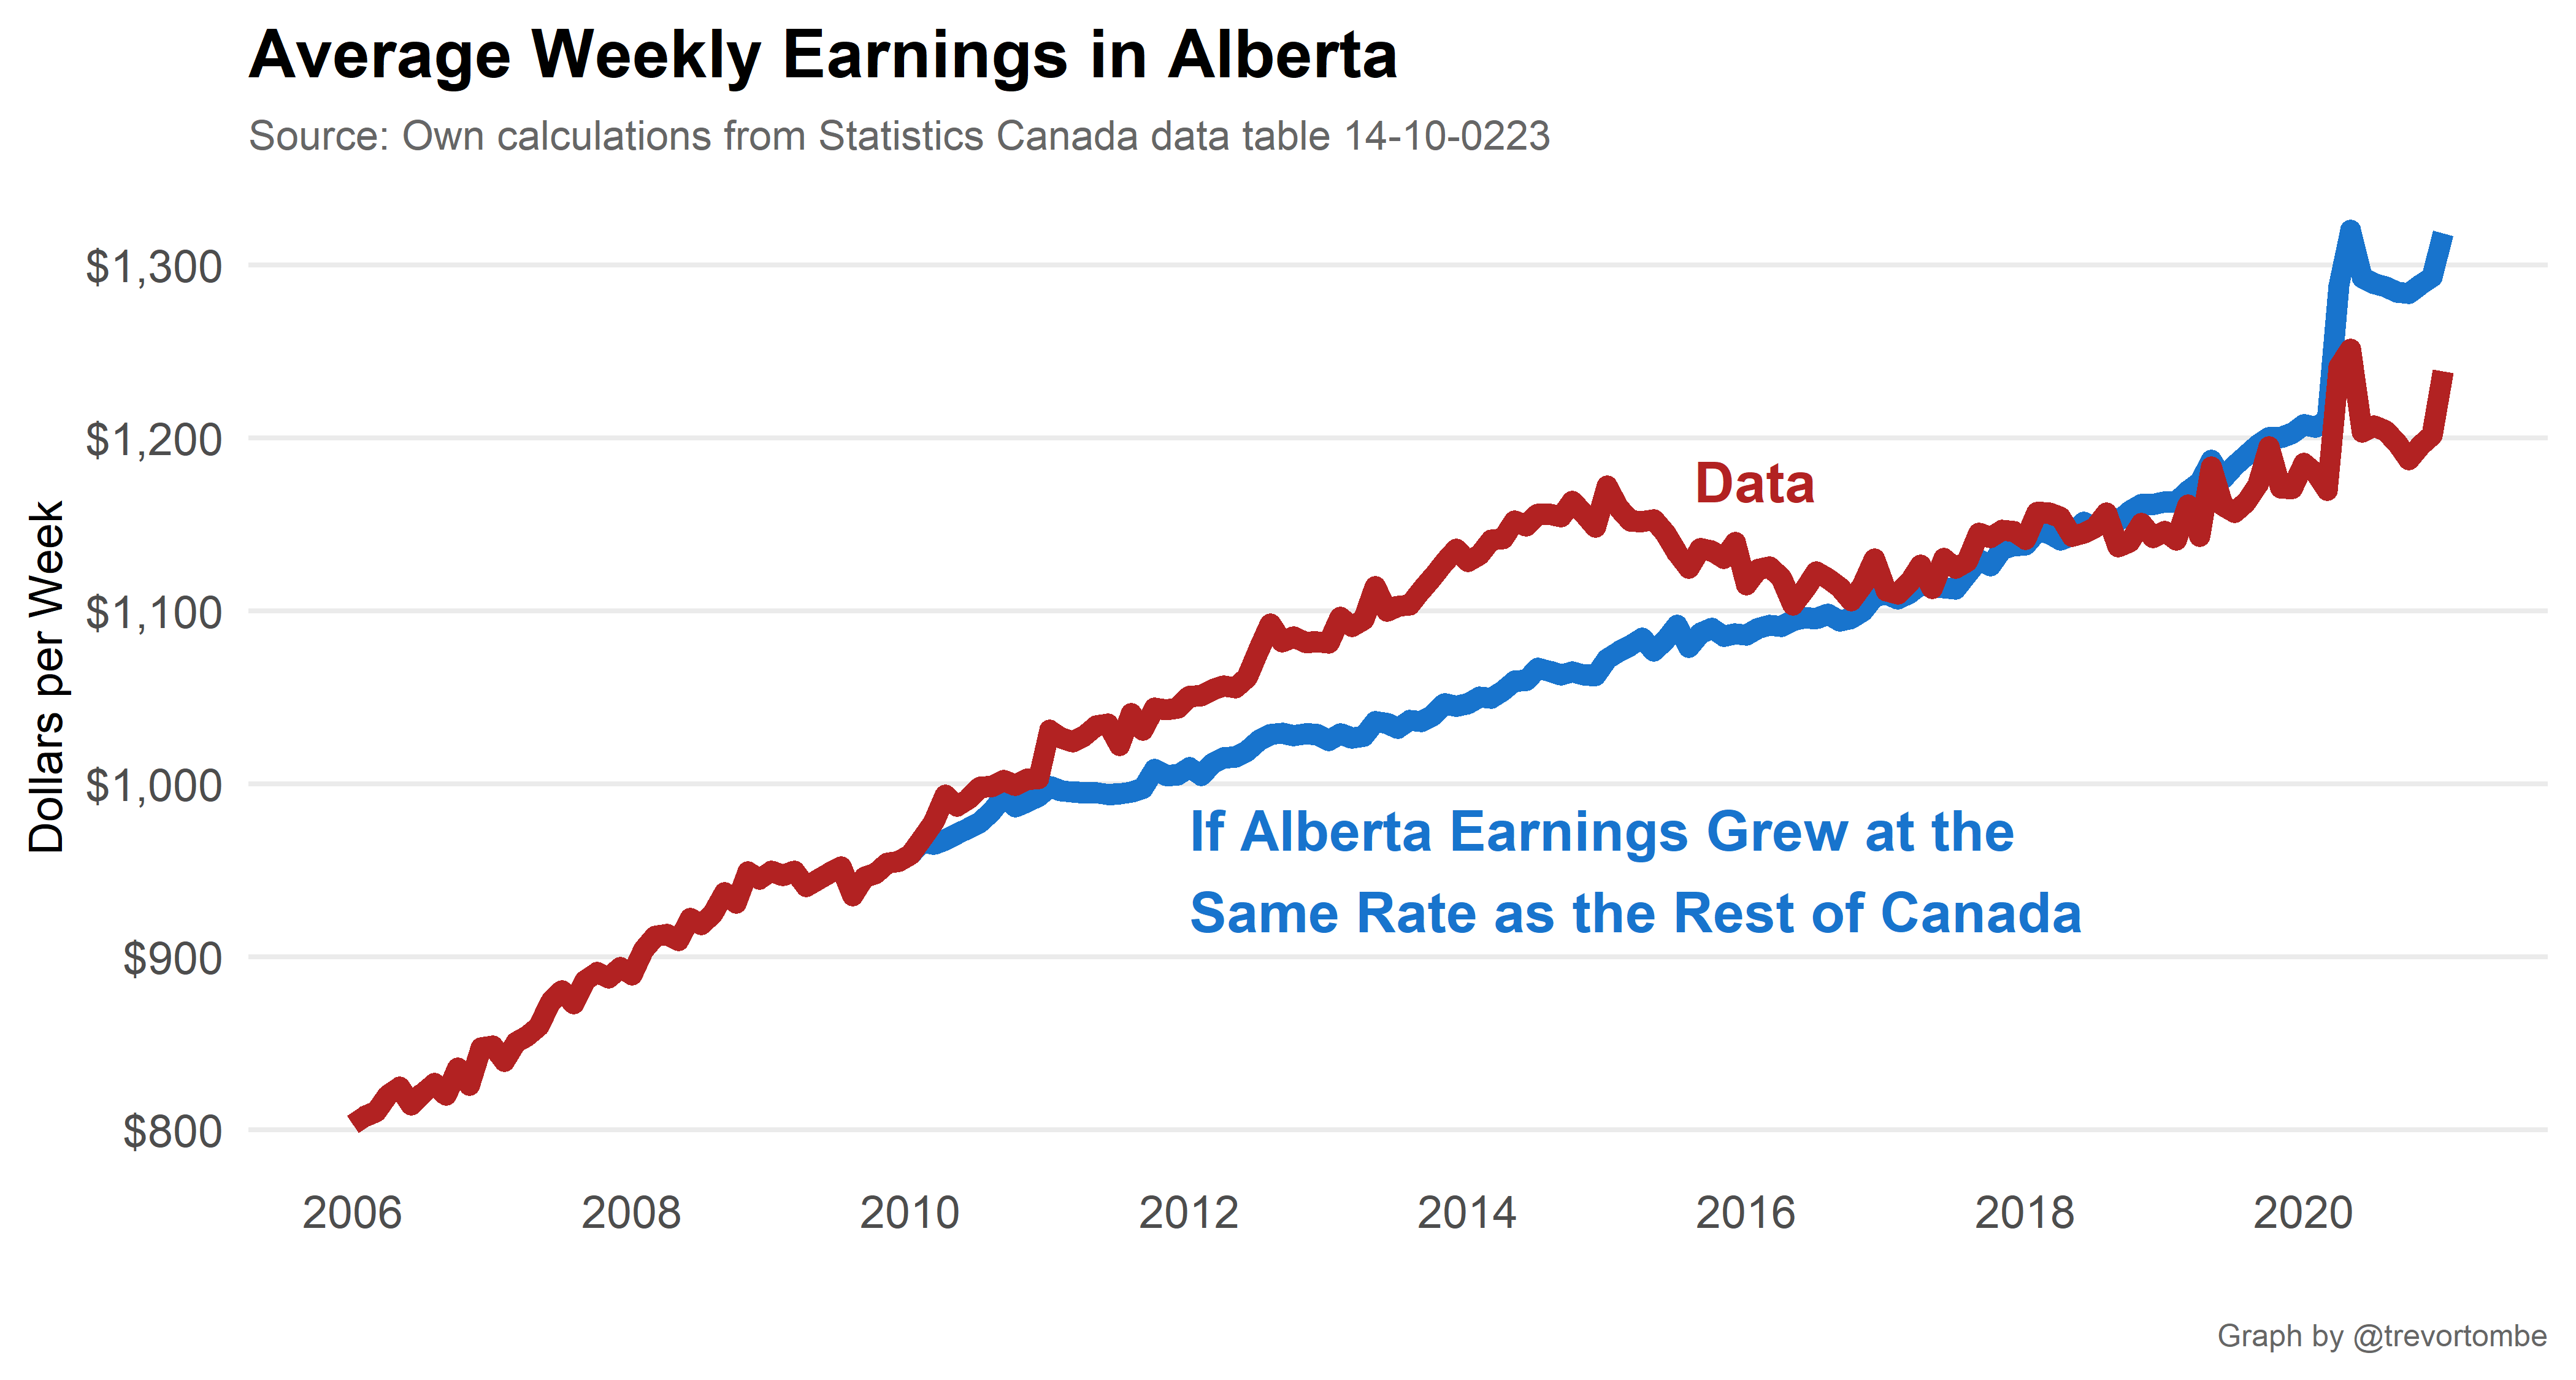 Average Weekly Earnings in Alberta
Source: Own calculations from Statistics Canada data table 14-10-0223
Dollars per Week
$1,300
$1,200
$1,100
$1,000
$900
$800
Data
If Alberta Earnings Grew at the
Same Rate as the Rest of Canada
2006 2008 2010 2012 2014 2016 2018 2020
Graph by @trevortombe